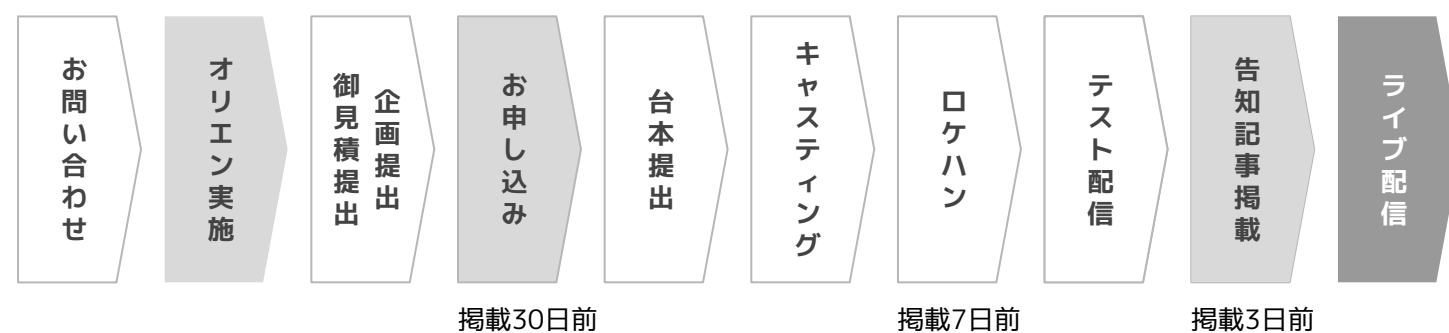 お問い合わせ
オリエン実施
企画提出
御見積提出
お申し込み
台本提出
キャスティング
ロケハン
テスト配信
告知記事掲載
ライブ配信
掲載30日前
掲載7日前
掲載3日前